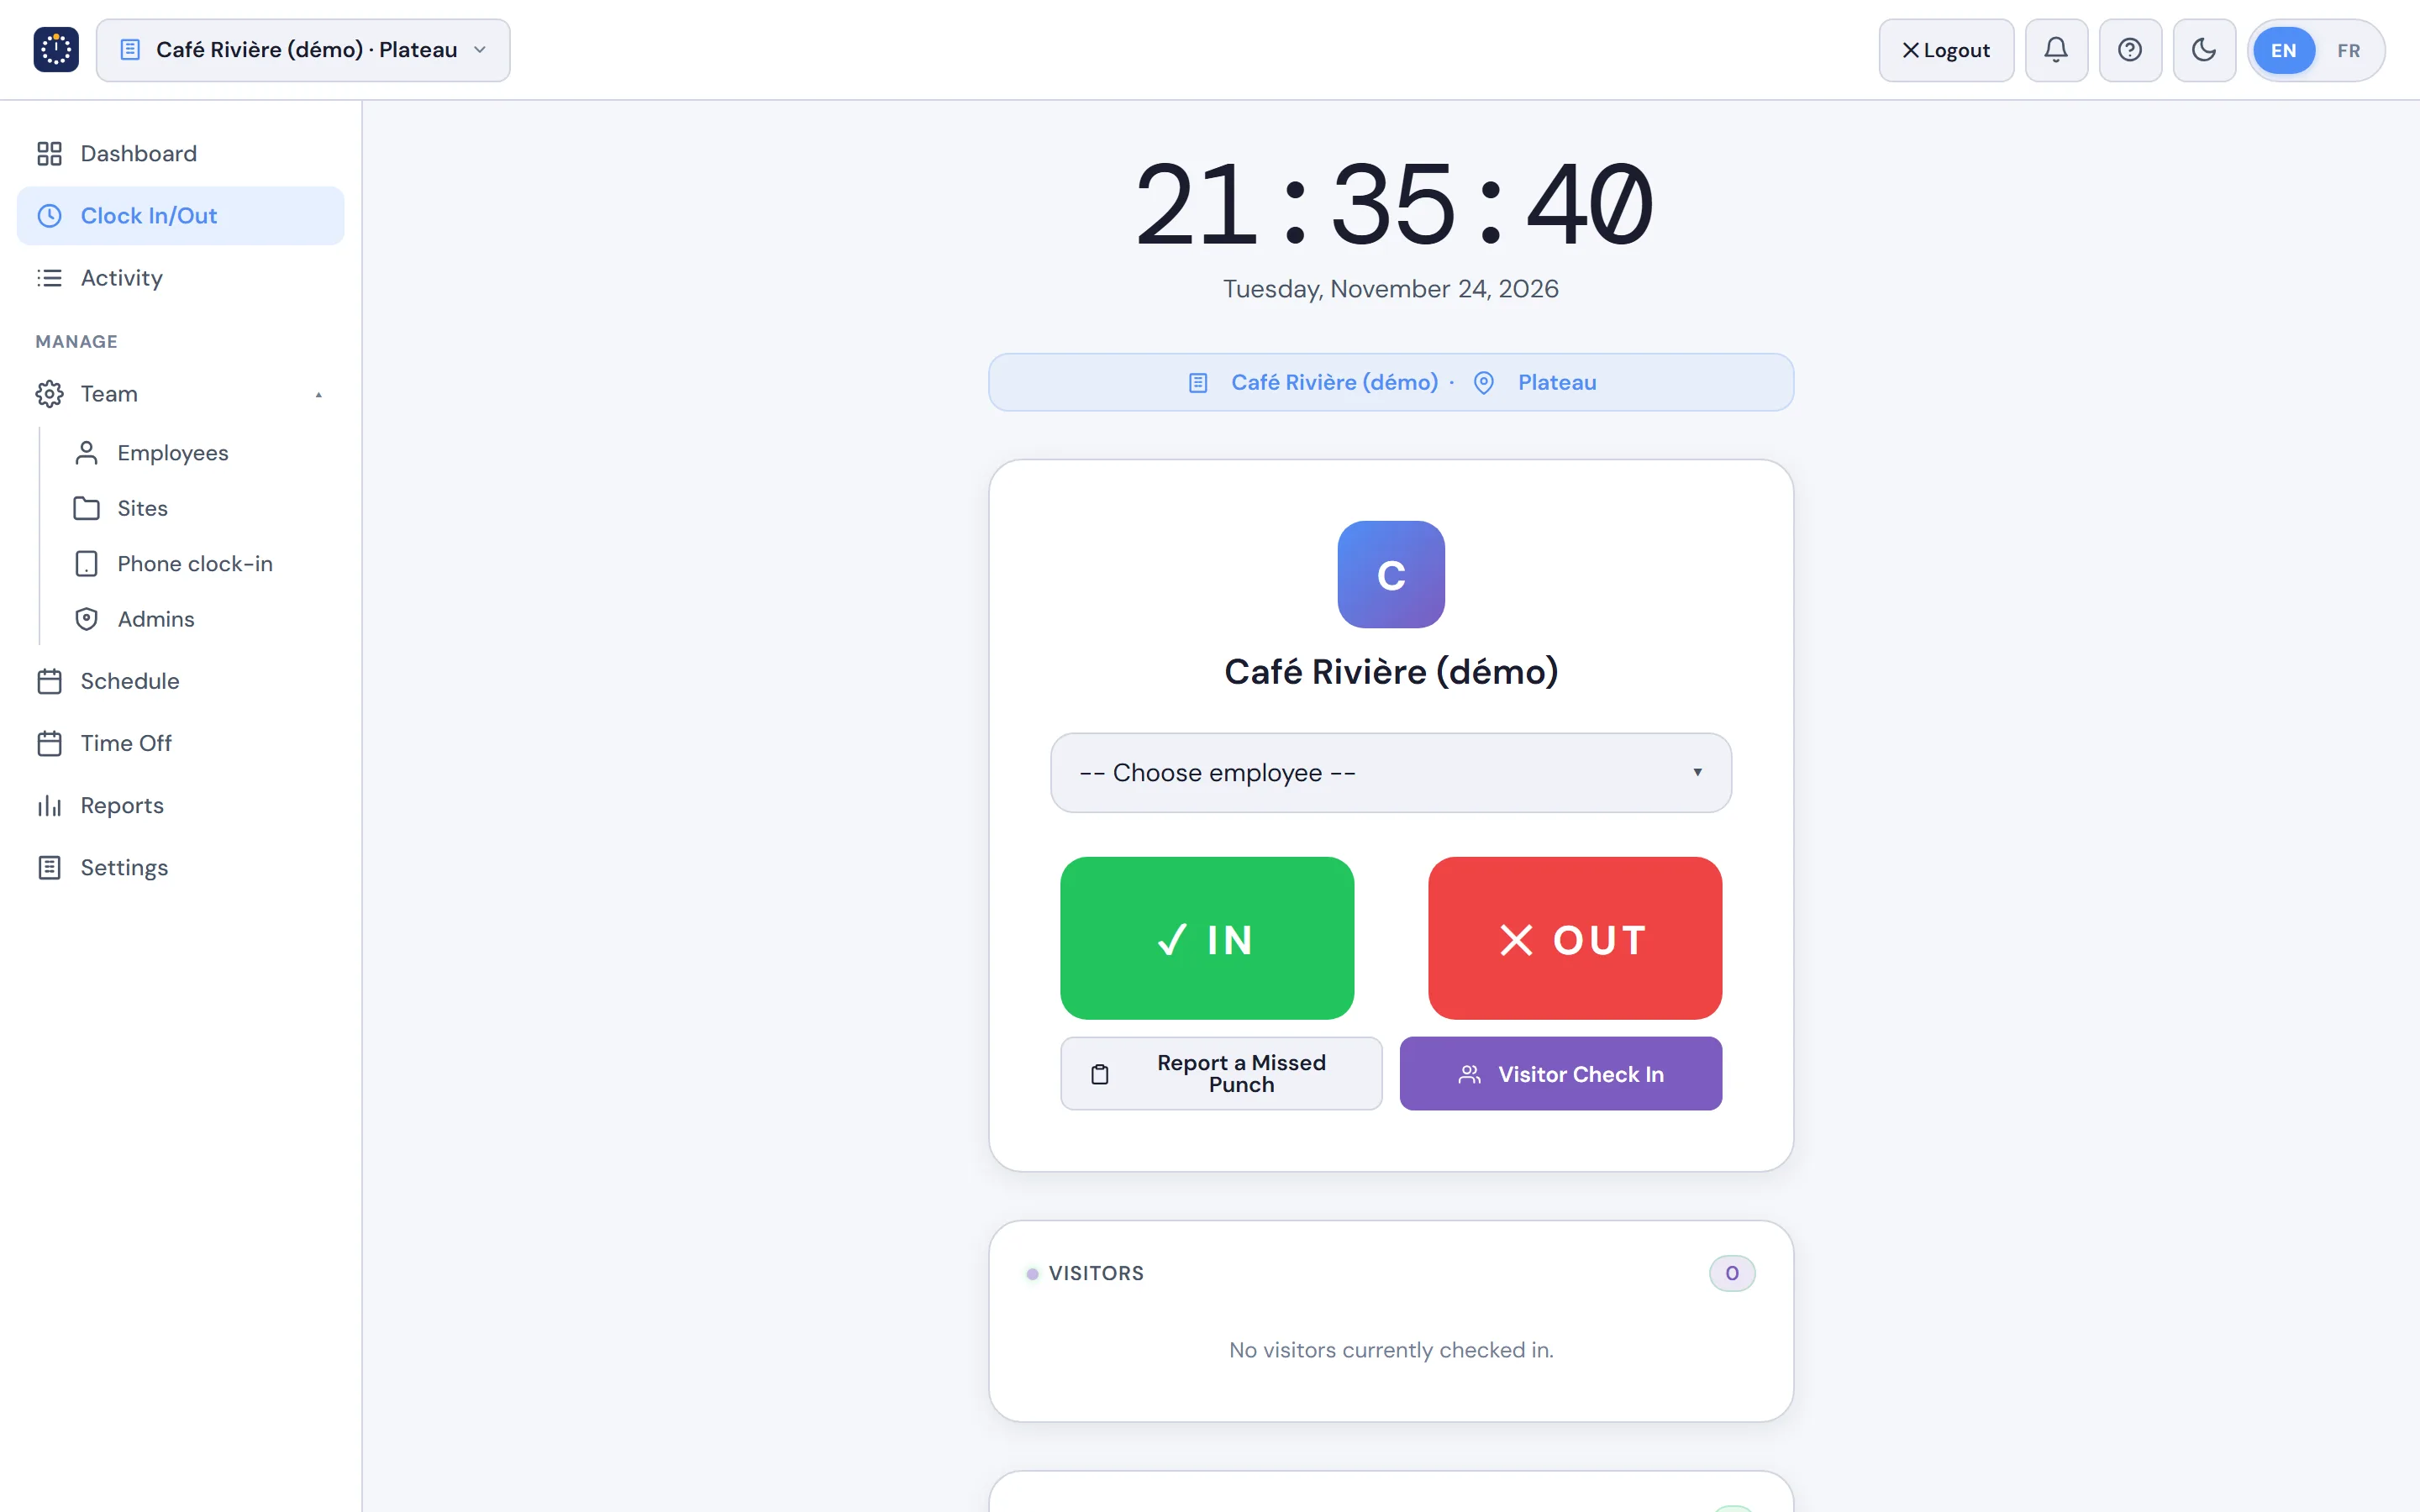 Café Rivière (démo) · Plateau
Logout
EN
FR
Dashboard
Clock In/Out
Activity
MANAGE
Team
Employees
Sites
Phone clock-in
Admins
Schedule
Time Off
Reports
Settings
21:35:40
Tuesday, November 24, 2026
Café Rivière (démo) · Plateau
C
Café Rivière (démo)
-- Choose employee --
IN
OUT
Report a Missed
Punch
Visitor Check In
VISITORS
0
No visitors currently checked in.